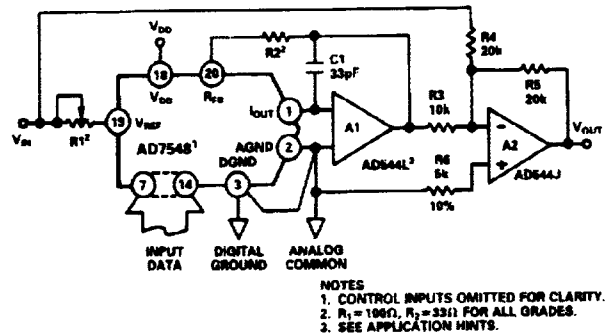 VDD
R2²
C1
33pF
R4
20k
R5
20k
18
VDD
20
RFB
1
IOUT
VIN
R1²
19
VREF
AD7548¹
AGND
2
DGND
3
7
14
A1
AD544L³
R3
10k
R6
5k
10%
-
+
A2
AD544J
VOUT
INPUT
DATA
DIGITAL
GROUND
ANALOG
COMMON
NOTES
1. CONTROL INPUTS OMITTED FOR CLARITY.
2. R1=100Ω, R2=33Ω FOR ALL GRADES.
3. SEE APPLICATION HINTS.